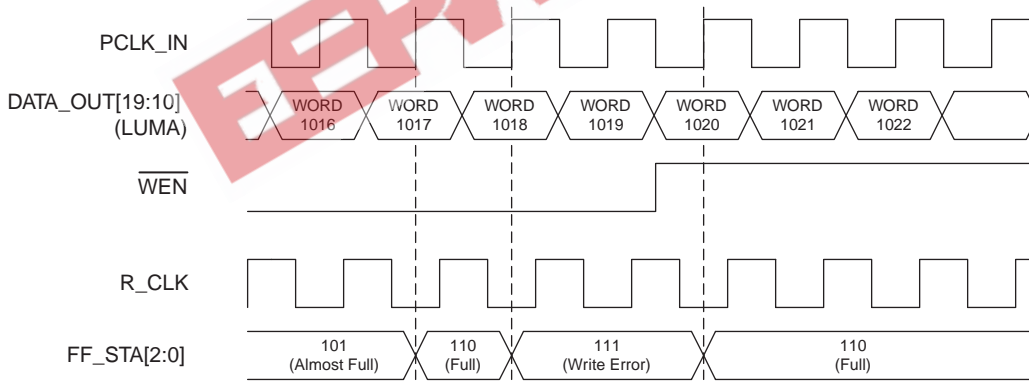 PCLK_IN
DATA_OUT[19:10]
(LUMA)
WORD 1016
WORD 1017
WORD 1018
WORD 1019
WORD 1020
WORD 1021
WORD 1022
WEN
R_CLK
FF_STA[2:0]
101
(Almost Full)
110
(Full)
111
(Write Error)
110
(Full)